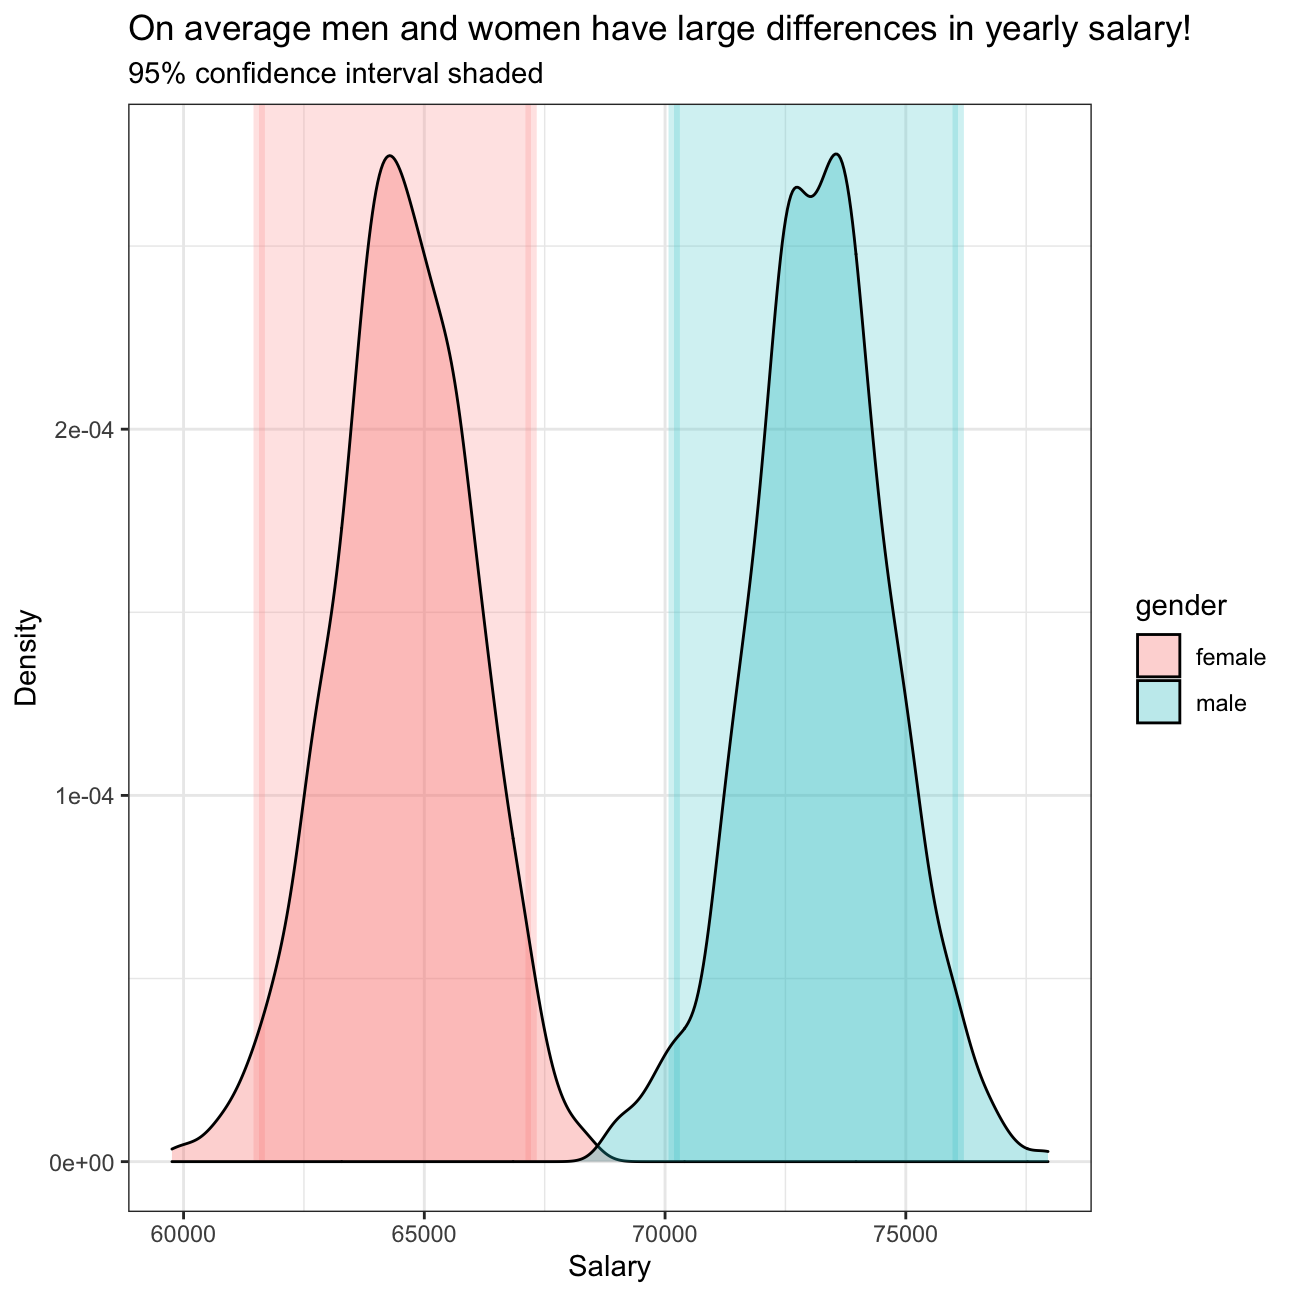 On average men and women have large differences in yearly salary!
95% confidence interval shaded
2e-04
1e-04
0e+00
Density
60000 65000 70000 75000
Salary
gender
female
male